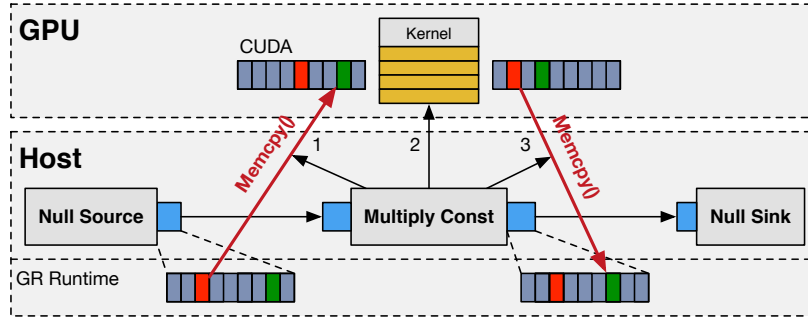 GPU
CUDA
Kernel
Memcpy()
1
2
3
Memcpy()
Host
Null Source
Multiply Const
Null Sink
GR Runtime